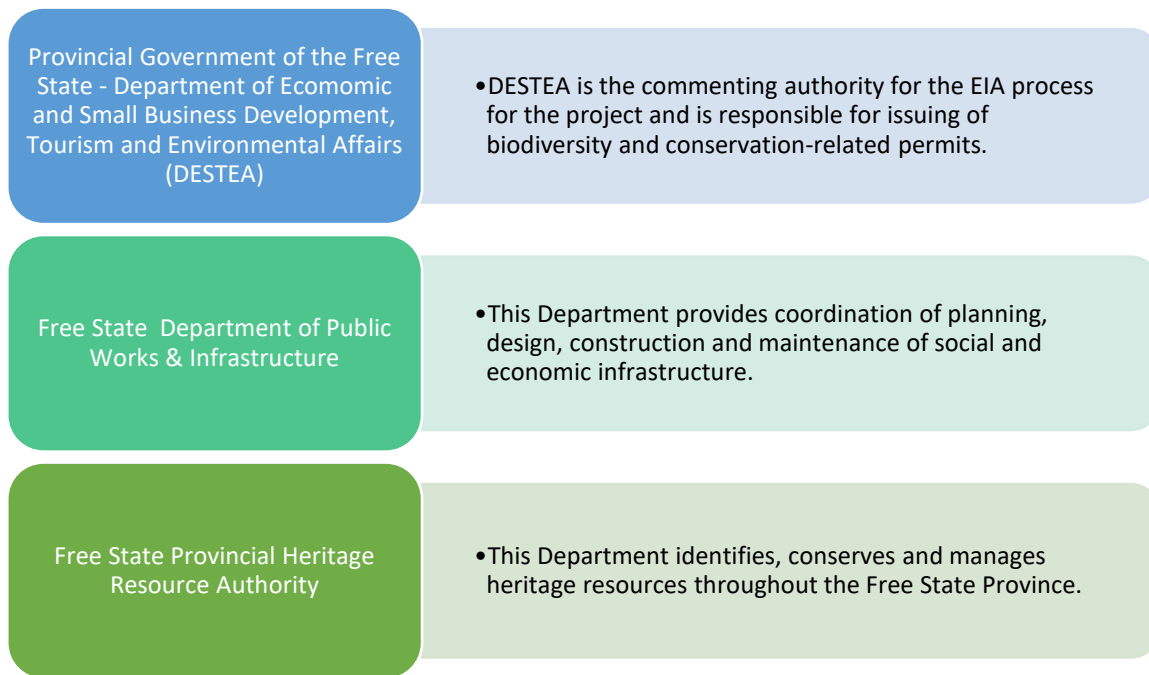 Provincial Government of the Free
State - Department of Ecomomic
and Small Business Development,
Tourism and Environmental Affairs
(DESTEA)
•DESTEA is the commenting authority for the EIA process
for the project and is responsible for issuing of
biodiversity and conservation-related permits.
Free State  Department of Public
Works & Infrastructure
•This Department provides coordination of planning,
design, construction and maintenance of social and
economic infrastructure.
Free State Provincial Heritage
Resource Authority
•This Department identifies, conserves and manages
heritage resources throughout the Free State Province.